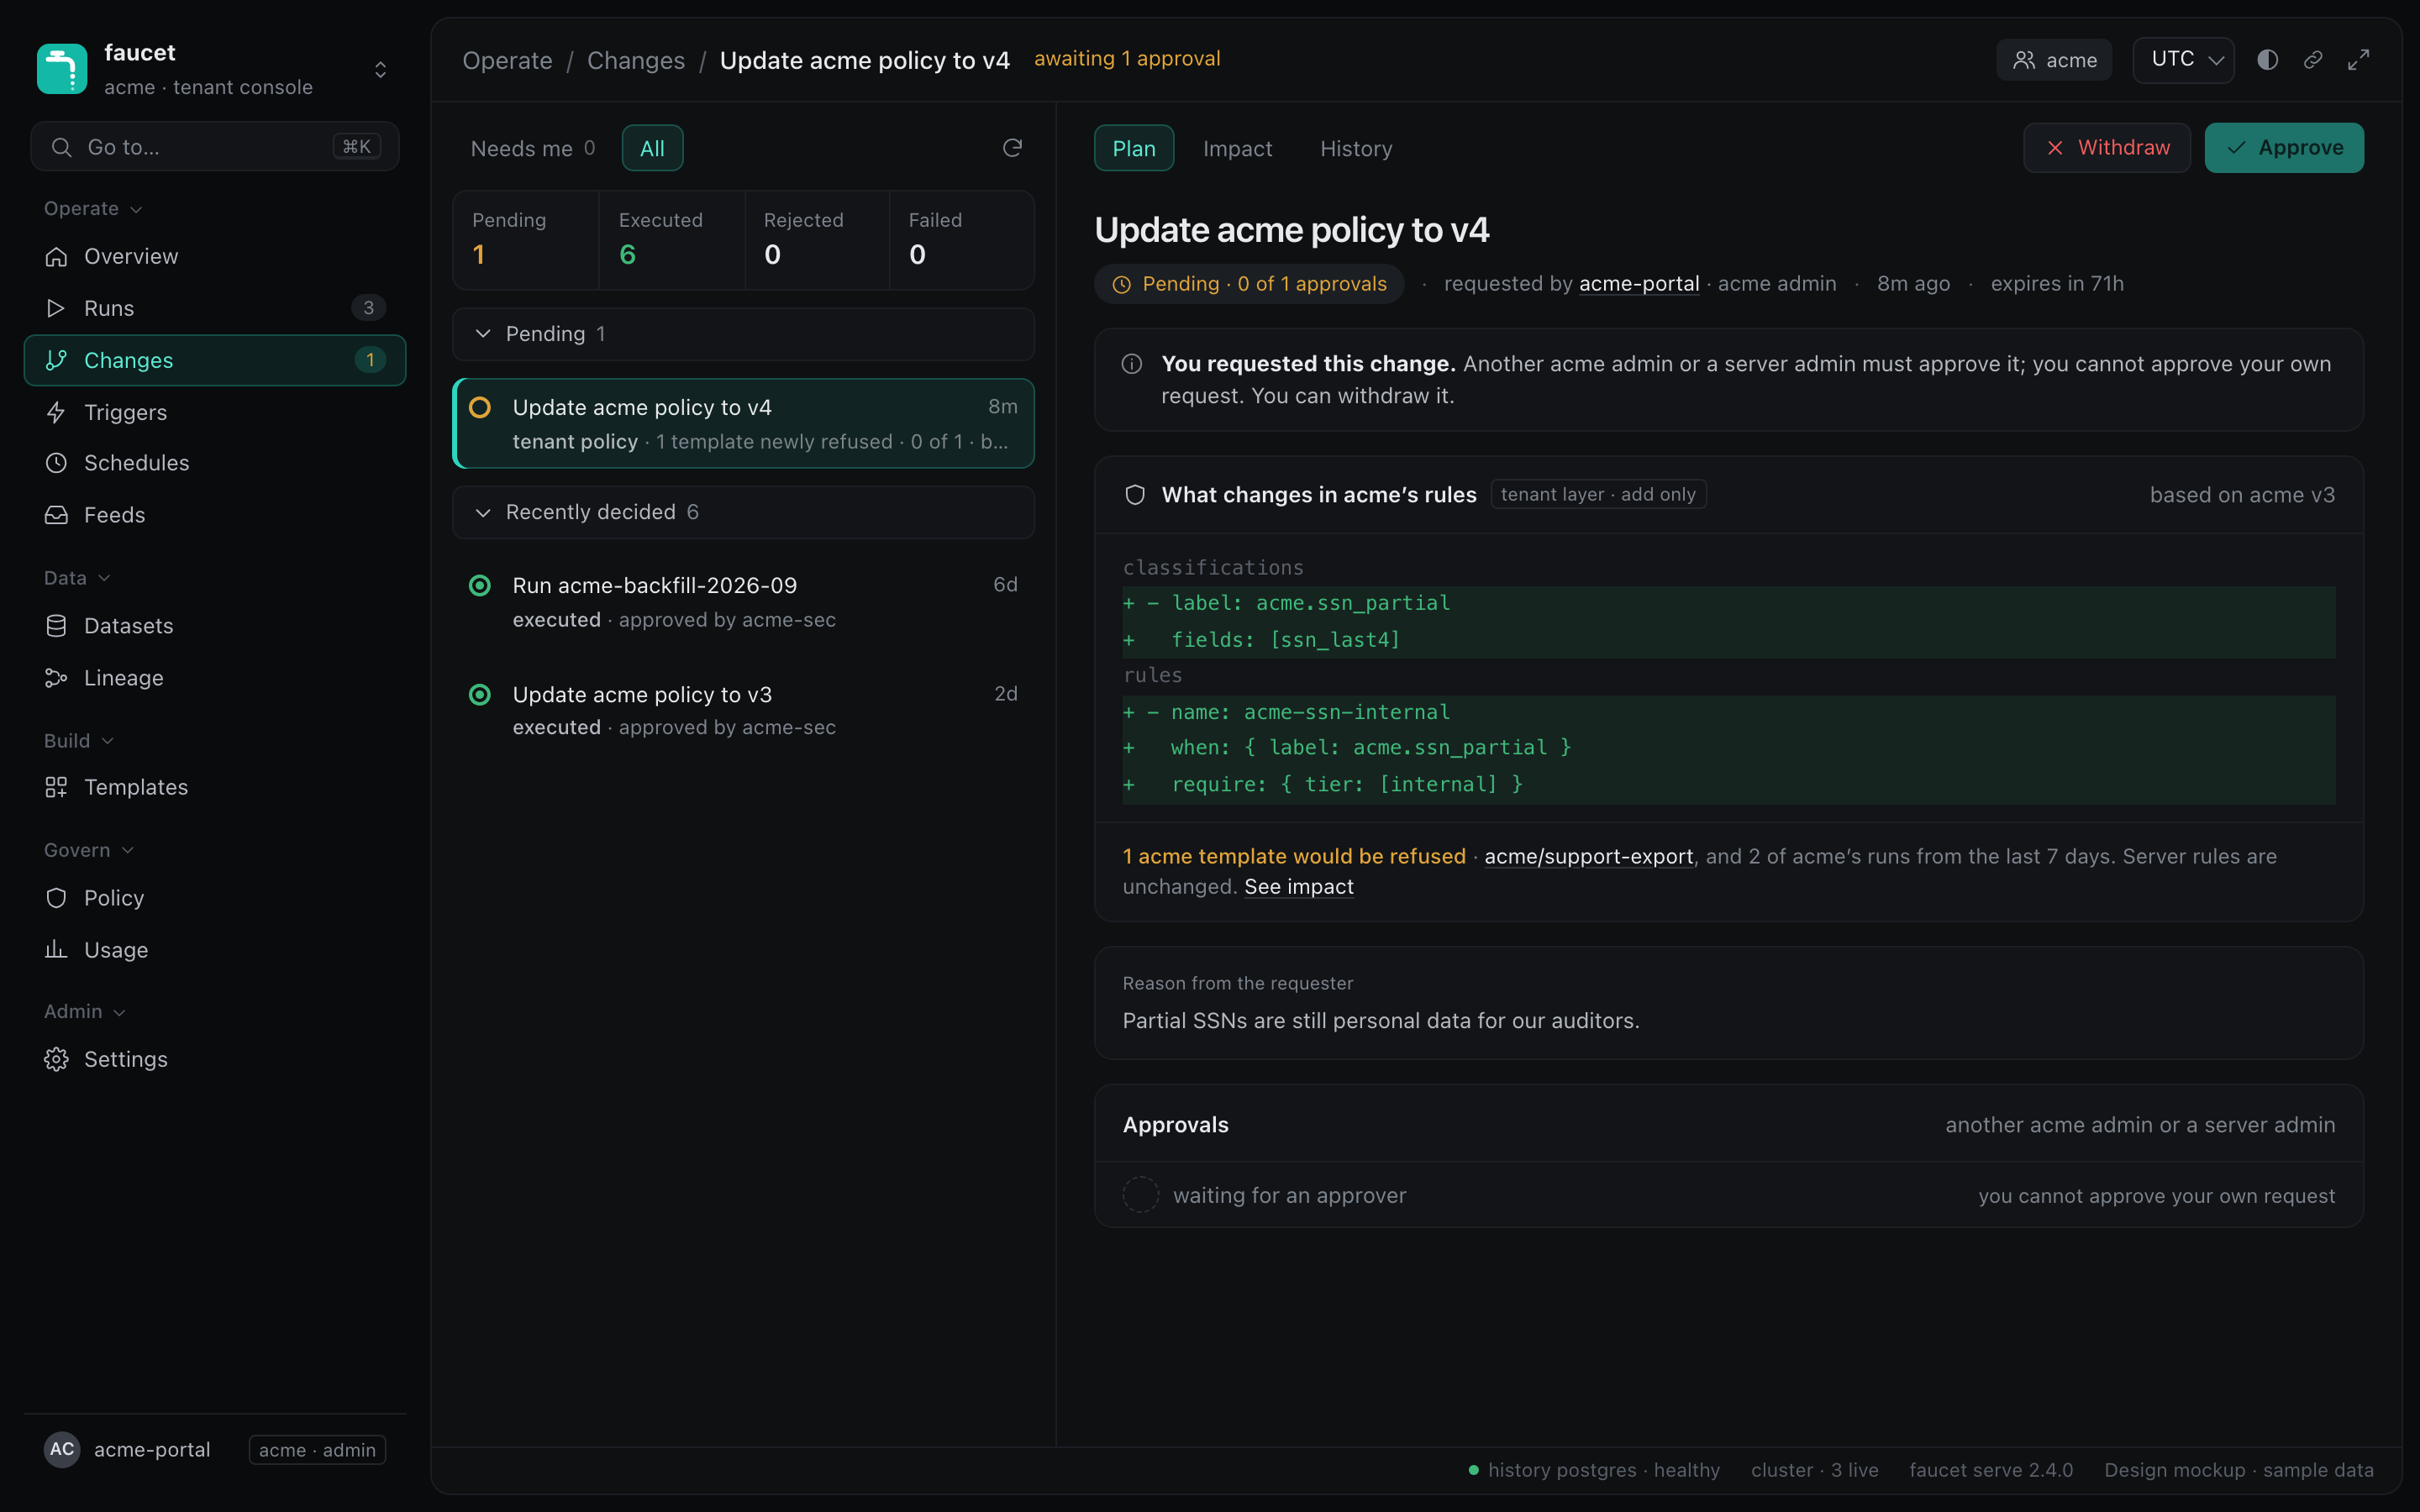 faucet
acme · tenant console
Go to...
⌘K
Operate
Overview
Runs 3
Changes 1
Triggers
Schedules
Feeds
Data
Datasets
Lineage
Build
Templates
Govern
Policy
Usage
Admin
Settings
AC acme-portal acme · admin
Operate / Changes / Update acme policy to v4 awaiting 1 approval
acme
UTC
Needs me 0 All
Pending Executed Rejected Failed
1 6 0 0
Pending 1
Update acme policy to v4 8m
tenant policy · 1 template newly refused · 0 of 1 · b...
Recently decided 6
Run acme-backfill-2026-09 6d
executed · approved by acme-sec
Update acme policy to v3 2d
executed · approved by acme-sec
Plan Impact History
Withdraw Approve
Update acme policy to v4
Pending · 0 of 1 approvals · requested by acme-portal · acme admin · 8m ago · expires in 71h
You requested this change. Another acme admin or a server admin must approve it; you cannot approve your own
request. You can withdraw it.
What changes in acme’s rules tenant layer · add only based on acme v3
classifications
+ - label: acme.ssn_partial
+   fields: [ssn_last4]
rules
+ - name: acme-ssn-internal
+   when: { label: acme.ssn_partial }
+   require: { tier: [internal] }
1 acme template would be refused · acme/support-export, and 2 of acme’s runs from the last 7 days. Server rules are
unchanged. See impact
Reason from the requester
Partial SSNs are still personal data for our auditors.
Approvals another acme admin or a server admin
waiting for an approver you cannot approve your own request
history postgres · healthy cluster · 3 live faucet serve 2.4.0 Design mockup · sample data